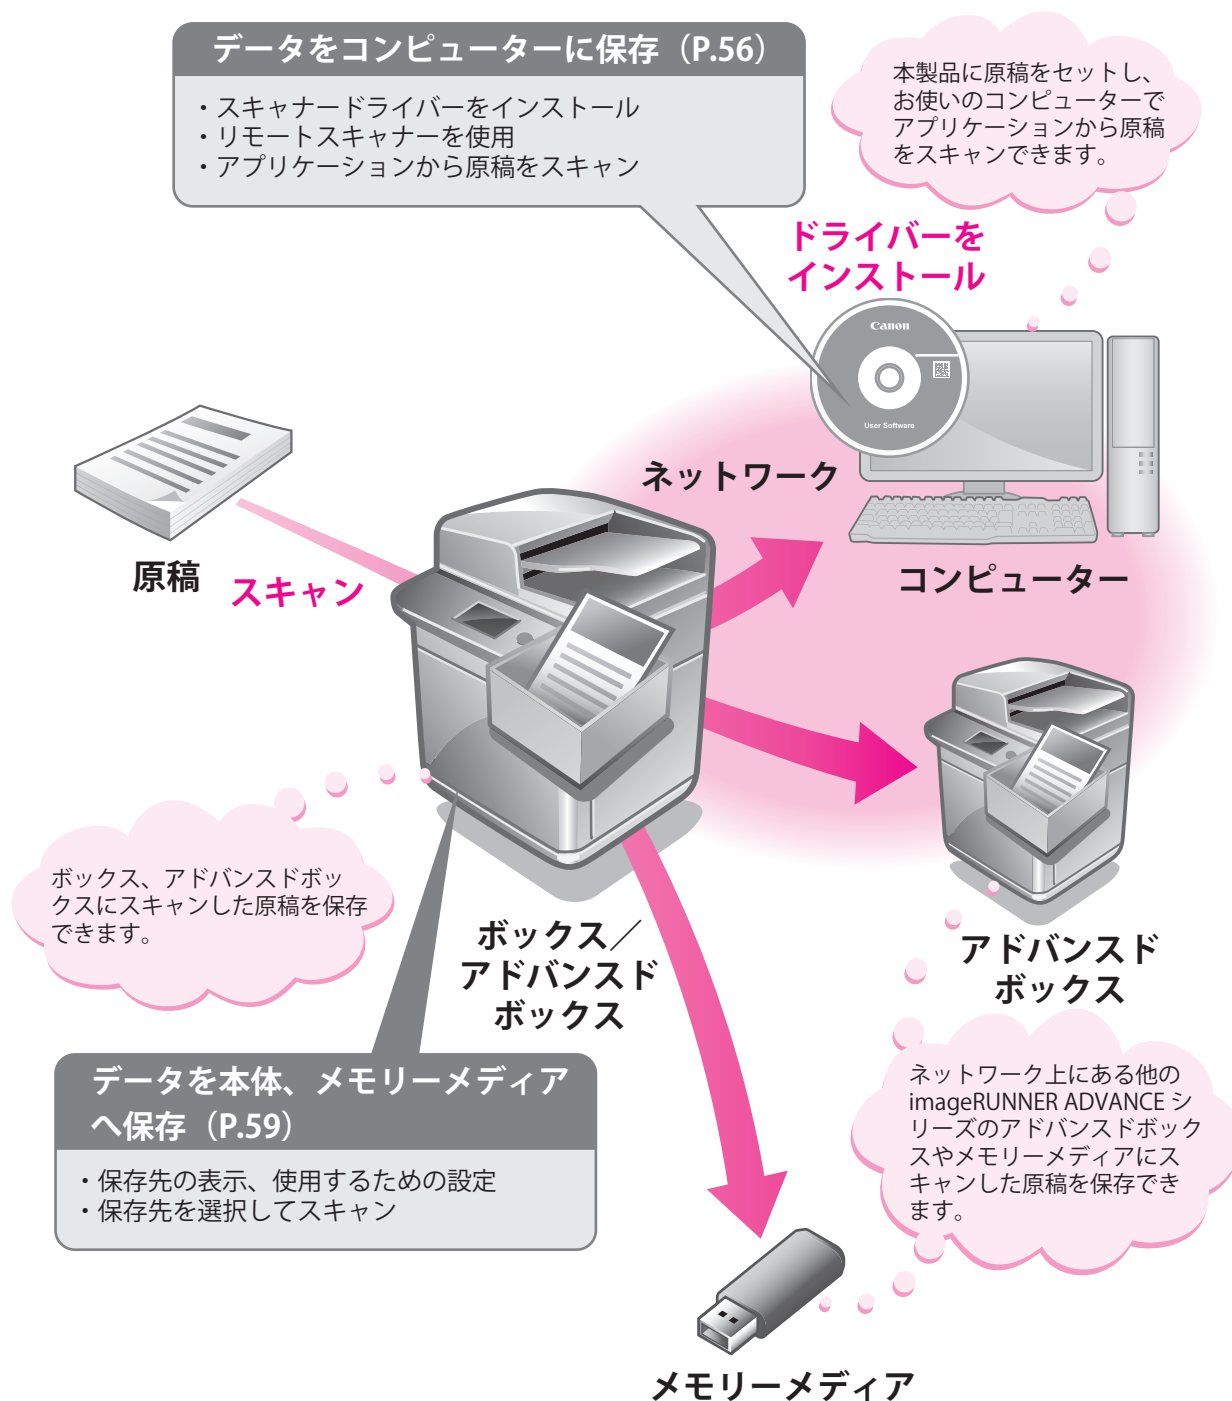 データをコンピューターに保存（P.56）
・スキャナードライバーをインストール
・リモートスキャナーを使用
・アプリケーションから原稿をスキャン
本製品に原稿をセットし、
お使いのコンピューターで
アプリケーションから原稿
をスキャンできます。
ドライバーを
インストール
Canon
User Software
ネットワーク
原稿
スキャン
コンピューター
ボックス、アドバンスドボッ
クスにスキャンした原稿を保存
できます。
ボックス／
アドバンスド
ボックス
アドバンスド
ボックス
データを本体、メモリーメディア
へ保存（P.59）
・保存先の表示、使用するための設定
・保存先を選択してスキャン
ネットワーク上にある他の
imageRUNNER ADVANCE シ
リーズのアドバンスドボック
スやメモリーメディアにス
キャンした原稿を保存でき
ます。
メモリーメディア